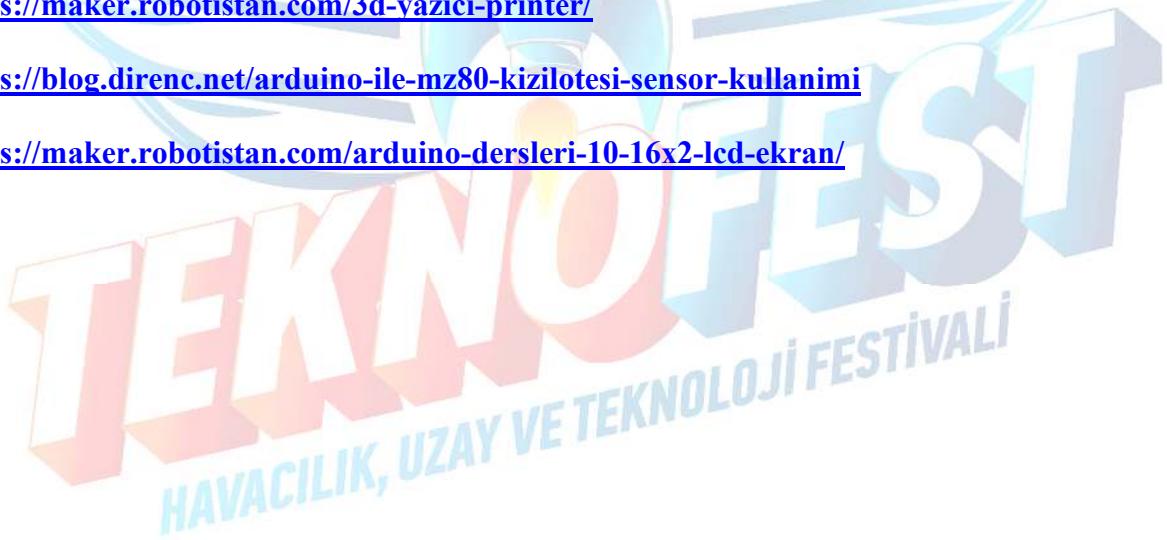 s://maker.robotistan.com/3d-yazici-printer/
s://blog.direnc.net/arduino-ile-mz80-kizilotesi-sensor-kullanimi
s://maker.robotistan.com/arduino-dersleri-10-16x2-lcd-ekran/
TEKNOFEST
HAVACILIK, UZAY VE TEKNOLOJİ FESTİVALİ